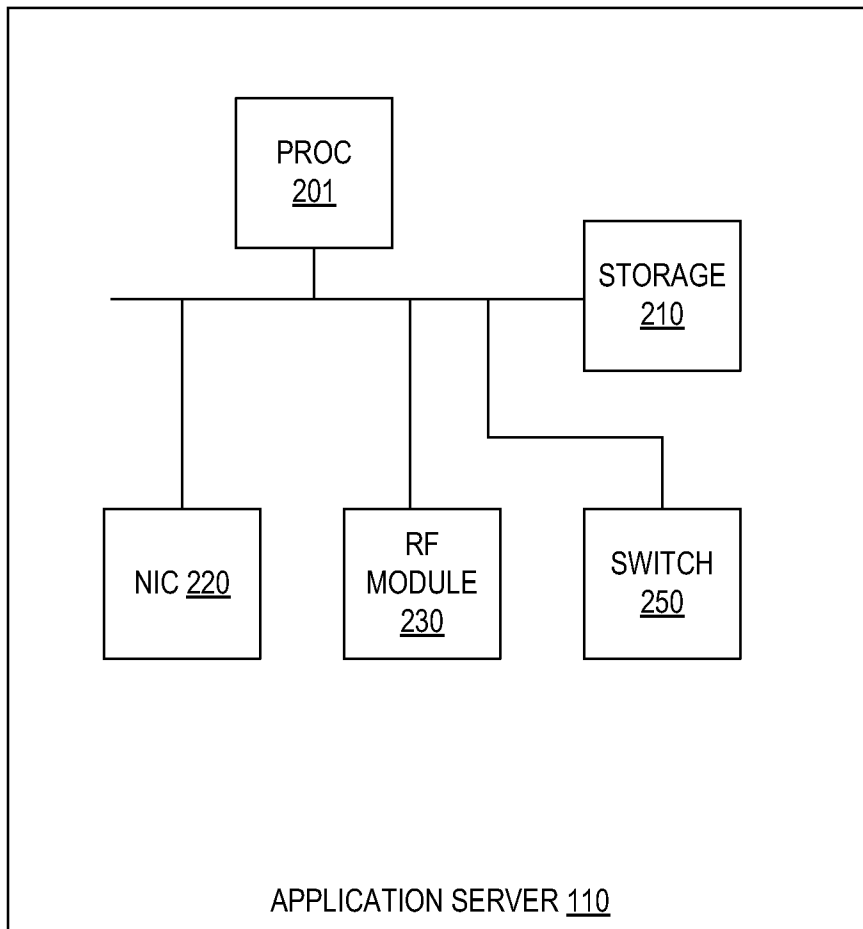 PROC
201
STORAGE
210
NIC 220
RF
MODULE
230
SWITCH
250
APPLICATION SERVER 110